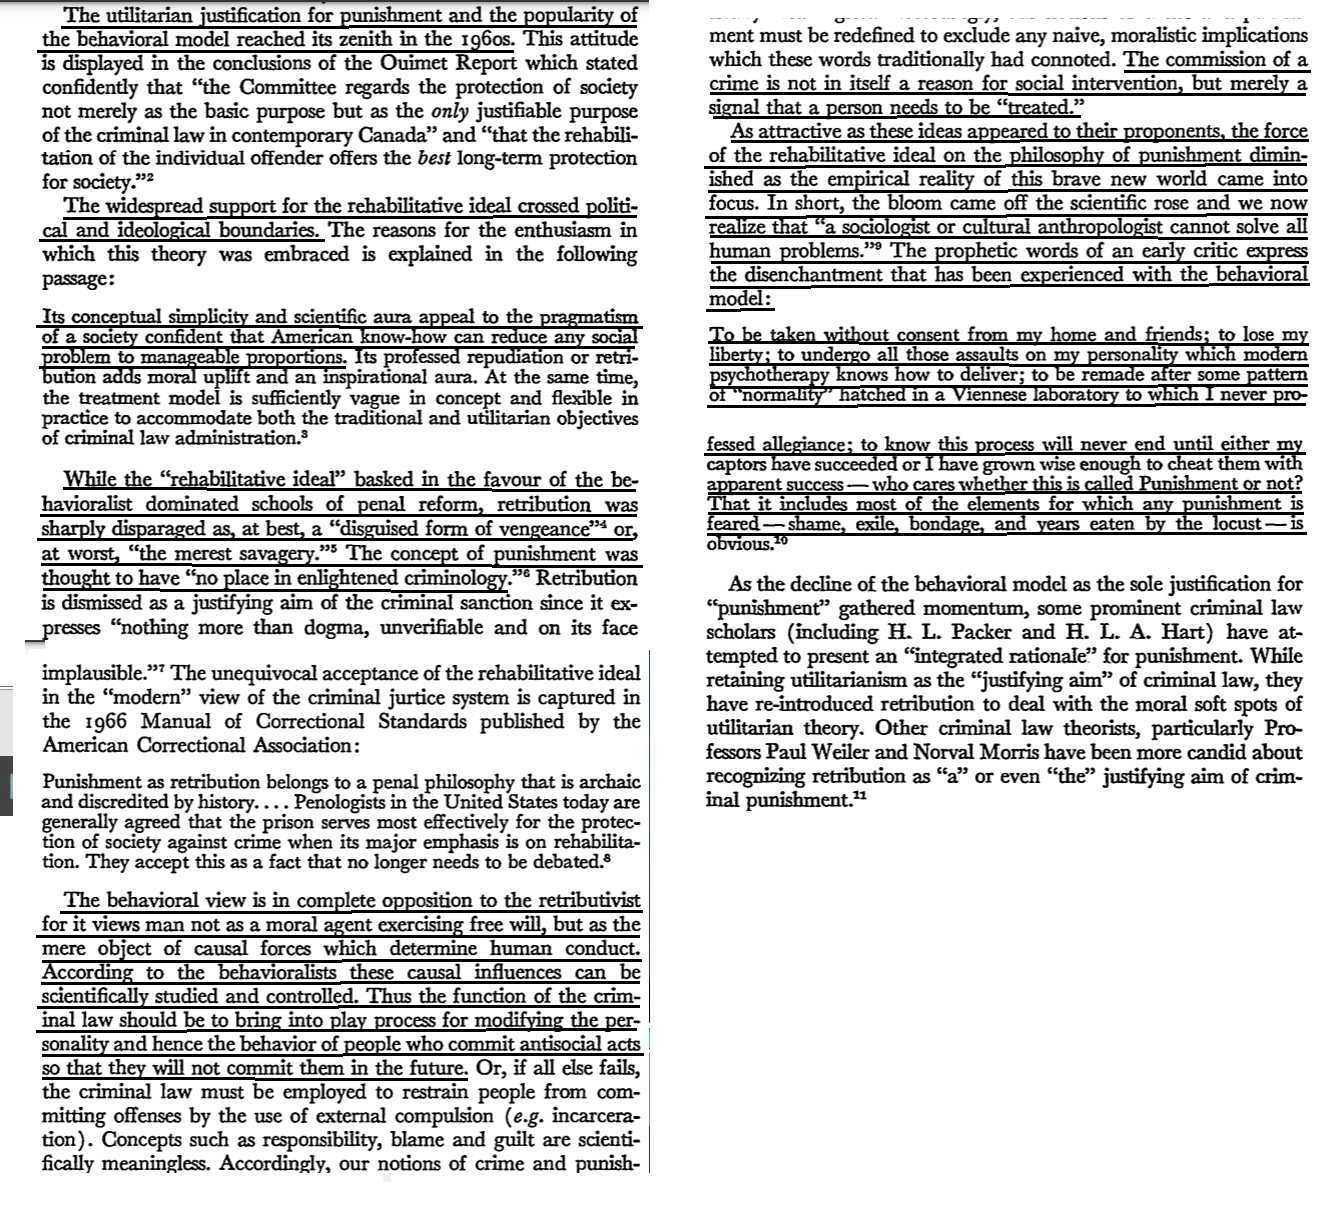 The utilitarian justification for punishment and the popularity of
the behavioral model reached its zenith in the 1960s. This attitude
is displayed in the conclusions of the Ouimet Report which stated
confidently that “the Committee regards the protection of society
not merely as the basic purpose but as the only justifiable purpose
of the criminal law in contemporary Canada” and “that the rehabili-
tation of the individual offender offers the best long-term protection
for society.”²
The widespread support for the rehabilitative ideal crossed politi-
cal and ideological boundaries. The reasons for the enthusiasm in
which this theory was embraced is explained in the following
passage:
Its conceptual simplicity and scientific aura appeal to the pragmatism
of a society confident that American know-how can reduce any social
problem to manageable proportions. Its professed repudiation or retri-
bution adds moral uplift and an inspirational aura. At the same time,
the treatment model is sufficiently vague in concept and flexible in
practice to accommodate both the traditional and utilitarian objectives
of criminal law administration.³
While the “rehabilitative ideal” basked in the favour of the be-
havioralist dominated schools of penal reform, retribution was
sharply disparaged as, at best, a “disguised form of vengeance”⁴ or,
at worst, “the merest savagery.”⁵ The concept of punishment was
thought to have “no place in enlightened criminology.”⁶ Retribution
is dismissed as a justifying aim of the criminal sanction since it ex-
presses “nothing more than dogma, unverifiable and on its face
implausible.”⁷ The unequivocal acceptance of the rehabilitative ideal
in the “modern” view of the criminal jurtice system is captured in
the 1966 Manual of Correctional Standards published by the
American Correctional Association:
Punishment as retribution belongs to a penal philosophy that is archaic
and discredited by history. . . . Penologists in the United States today are
generally agreed that the prison serves most effectively for the protec-
tion of society against crime when its major emphasis is on rehabilita-
tion. They accept this as a fact that no longer needs to be debated.⁸
The behavioral view is in complete opposition to the retributivist
for it views man not as a moral agent exercising free will, but as the
mere object of causal forces which determine human conduct.
According to the behavioralists these causal influences can be
scientifically studied and controlled. Thus the function of the crim-
inal law should be to bring into play process for modifying the per-
sonality and hence the behavior of people who commit antisocial acts
so that they will not commit them in the future. Or, if all else fails,
the criminal law must be employed to restrain people from com-
mitting offenses by the use of external compulsion (e.g. incarcera-
tion). Concepts such as responsibility, blame and guilt are scienti-
fically meaningless. Accordingly, our notions of crime and punish-
ment must be redefined to exclude any naive, moralistic implications
which these words traditionally had connoted. The commission of a
crime is not in itself a reason for social intervention, but merely a
signal that a person needs to be “treated.”
As attractive as these ideas appeared to their proponents, the force
of the rehabilitative ideal on the philosophy of punishment dimin-
ished as the empirical reality of this brave new world came into
focus. In short, the bloom came off the scientific rose and we now
realize that “a sociologist or cultural anthropologist cannot solve all
human problems.”⁹ The prophetic words of an early critic express
the disenchantment that has been experienced with the behavioral
model:
To be taken without consent from my home and friends; to lose my
liberty; to undergo all those assaults on my personality which modern
psychotherapy knows how to deliver; to be remade after some pattern
of “normality” hatched in a Viennese laboratory to which I never pro-
fessed allegiance; to know this process will never end until either my
captors have succeeded or I have grown wise enough to cheat them with
apparent success — who cares whether this is called Punishment or not?
That it includes most of the elements for which any punishment is
feared — shame, exile, bondage, and years eaten by the locust — is
obvious.¹⁰
As the decline of the behavioral model as the sole justification for
“punishment” gathered momentum, some prominent criminal law
scholars (including H. L. Packer and H. L. A. Hart) have at-
tempted to present an “integrated rationale” for punishment. While
retaining utilitarianism as the “justifying aim” of criminal law, they
have re-introduced retribution to deal with the moral soft spots of
utilitarian theory. Other criminal law theorists, particularly Pro-
fessors Paul Weiler and Norval Morris have been more candid about
recognizing retribution as “a” or even “the” justifying aim of crim-
inal punishment.¹¹